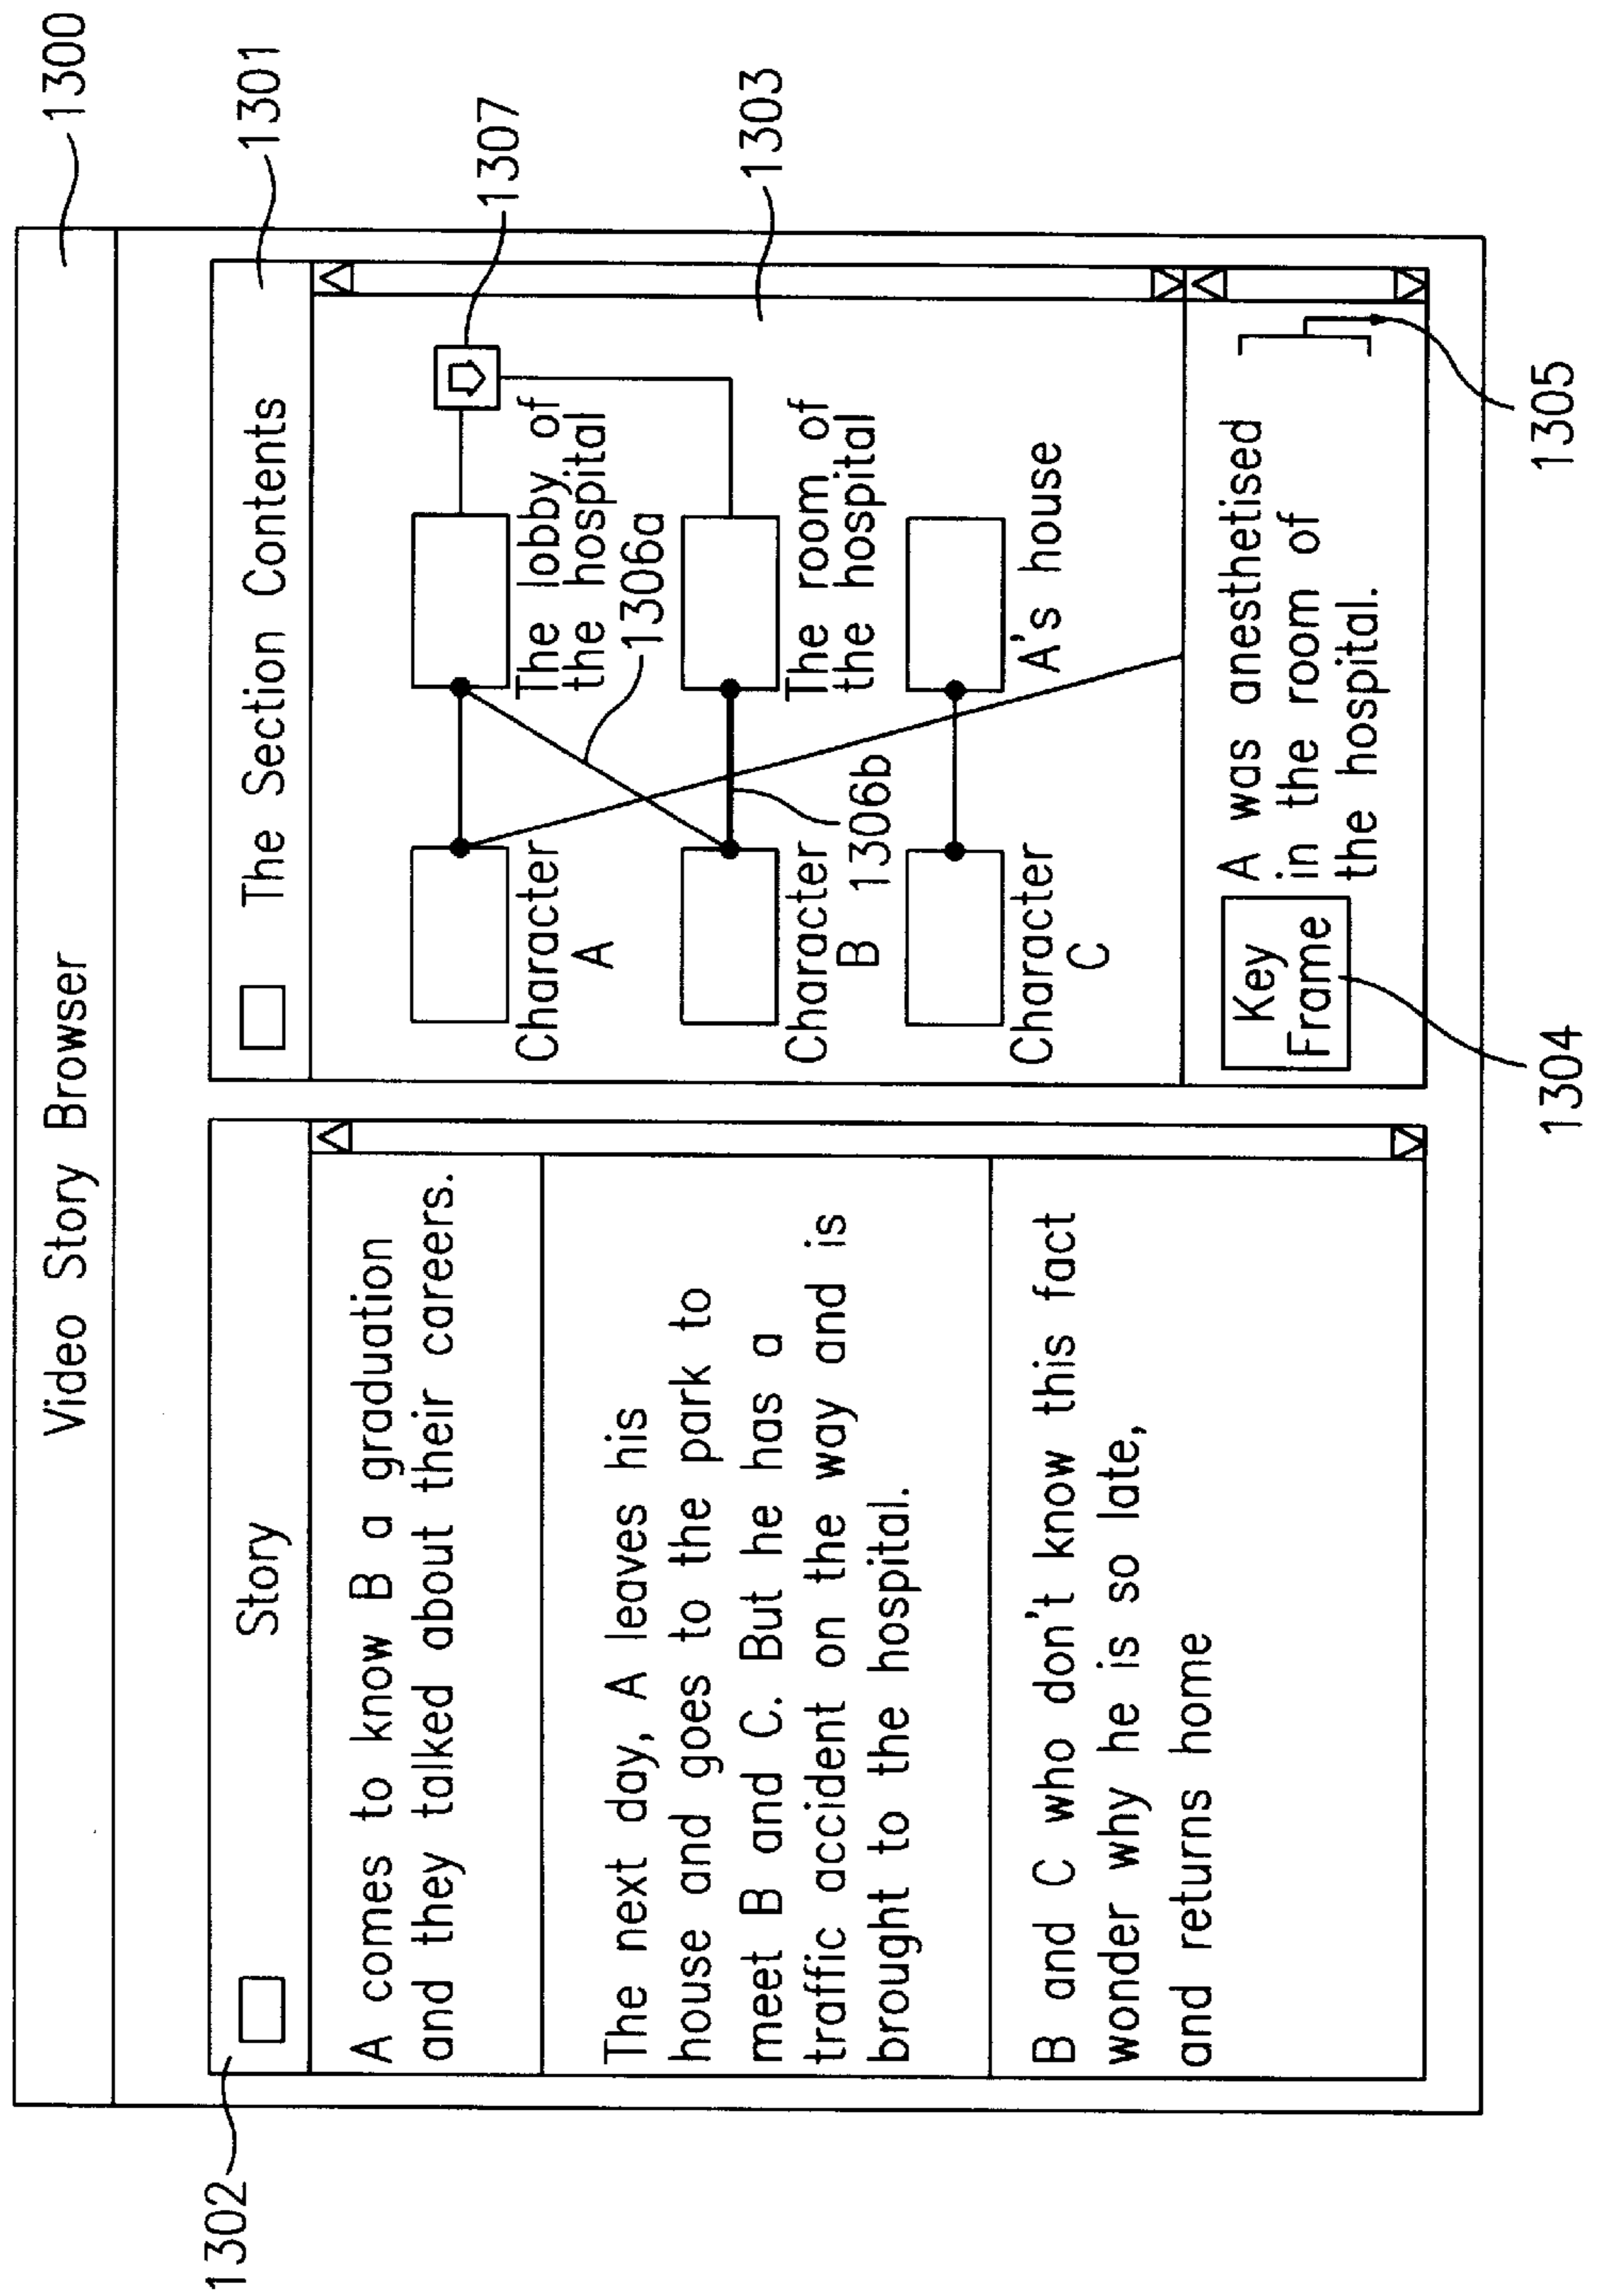 Video Story Browser
1300
1302
Story
A comes to know B a graduation
and they talked about their careers.
The next day, A leaves his
house and goes to the park to
meet B and C. But he has a
traffic accident on the way and is
brought to the hospital.
B and C who don't know this fact
wonder why he is so late,
and returns home
The Section Contents
1301
1307
Character
A
The lobby of
the hospital
1306a
1303
Character
B
1306b
The room of
the hospital
Character
C
A's house
Key
Frame
A was anesthetised
in the room of
the hospital.
1304
1305